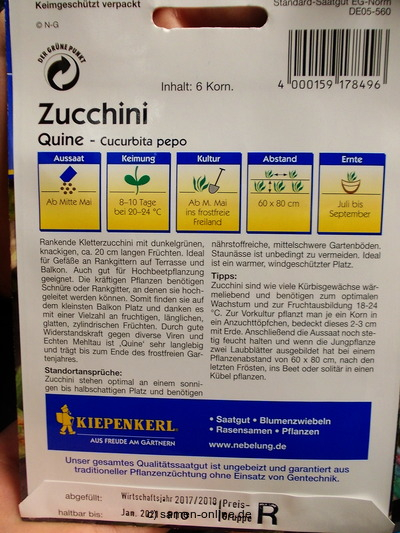 Keimgeschützt verpackt
Standard-Saatgut EG-Norm
DE05-560
© N-G
DER GRÜNE PUNKT
Inhalt: 6 Korn.
4 000159 178496
Zucchini
Quine - Cucurbita pepo
Aussaat
Ab Mitte Mai
Keimung
8-10 Tage
bei 20-24 °C
Kultur
Ab M. Mai
ins frostfreie
Freiland
Abstand
60 x 80 cm
Ernte
Juli bis
September
Rankende Kletterzucchini mit dunkelgrünen,
knackigen, ca. 20 cm langen Früchten. Ideal
für Gefäße an Rankgittern auf Terrasse und
Balkon. Auch gut für Hochbeetpflanzung
geeignet. Die kräftigen Pflanzen benötigen
Schnüre oder Rankgitter, an denen sie hoch-
geleitet werden können. Somit finden sie auf
dem kleinsten Balkon Platz und danken es
mit einer Vielzahl an fruchtigen, länglichen,
glatten, zylindrischen Früchten. Durch gute
Widerstandskraft gegen diverse Viren und
Echten Mehltau ist ‚Quine' sehr langlebig
und trägt bis zum Ende des frostfreien Gar-
tenjahres.
Standortansprüche:
Zucchini stehen optimal an einem sonni-
gen bis halbschattigen Platz und benötigen
nährstoffreiche, mittelschwere Gartenböden.
Staunässe ist unbedingt zu vermeiden. Ideal
ist ein warmer, windgeschützter Platz.
Tipps:
Zucchini sind wie viele Kürbisgewächse wär-
meliebend und benötigen zum optimalen
Wachstum und zur Fruchtausbildung 18-24
°C. Zur Vorkultur pflanzt man je ein Korn in
ein Anzuchttöpfchen, bedeckt dieses 2-3 cm
mit Erde. Anschließend die Aussaat noch ste-
tig feucht halten und wenn die Jungpflanze
zwei Laubblätter ausgebildet hat bei einem
Pflanzabstand von 60 x 80 cm, nach den
letzten Frösten, ins Beet oder solitär in einen
Kübel pflanzen.
KIEPENKERL
AUS FREUDE AM GÄRTNERN
• Saatgut • Blumenzwiebeln
• Rasensamen • Pflanzen
www.nebelung.de
Unser gesamtes Qualitätssaatgut ist ungebeizt und garantiert aus
traditioneller Pflanzenzüchtung ohne Einsatz von Gentechnik.
abgefüllt: Wirtschaftsjahr 2017/2018
haltbar bis: Jan. 2021
Preis-
Gruppe R
samen-online.de